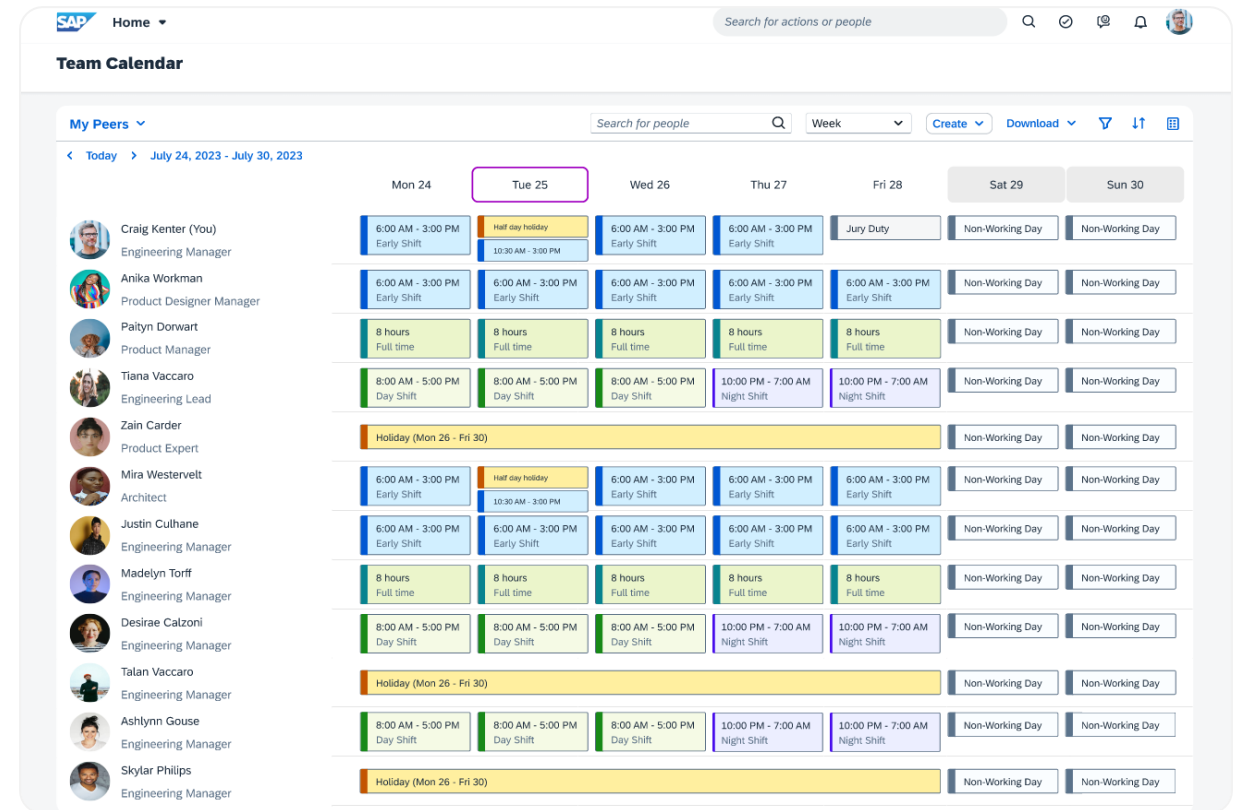 SAP Home
Search for actions or people
Team Calendar
My Peers
Search for people
Week
Create
Download
Today July 24, 2023 - July 30, 2023
Mon 24 Tue 25 Wed 26 Thu 27 Fri 28 Sat 29 Sun 30
Craig Kenter (You)
Engineering Manager
6:00 AM - 3:00 PM
Early Shift
Half day holiday
10:30 AM - 3:00 PM
6:00 AM - 3:00 PM
Early Shift
6:00 AM - 3:00 PM
Early Shift
Jury Duty
Non-Working Day
Non-Working Day
Anika Workman
Product Designer Manager
6:00 AM - 3:00 PM
Early Shift
6:00 AM - 3:00 PM
Early Shift
6:00 AM - 3:00 PM
Early Shift
6:00 AM - 3:00 PM
Early Shift
6:00 AM - 3:00 PM
Early Shift
Non-Working Day
Non-Working Day
Paityn Dorwart
Product Manager
8 hours
Full time
8 hours
Full time
8 hours
Full time
8 hours
Full time
8 hours
Full time
Non-Working Day
Non-Working Day
Tiana Vaccaro
Engineering Lead
8:00 AM - 5:00 PM
Day Shift
8:00 AM - 5:00 PM
Day Shift
8:00 AM - 5:00 PM
Day Shift
10:00 PM - 7:00 AM
Night Shift
10:00 PM - 7:00 AM
Night Shift
Non-Working Day
Non-Working Day
Zain Carder
Product Expert
Holiday (Mon 26 - Fri 30)
Non-Working Day
Non-Working Day
Mira Westervelt
Architect
6:00 AM - 3:00 PM
Early Shift
Half day holiday
10:30 AM - 3:00 PM
6:00 AM - 3:00 PM
Early Shift
6:00 AM - 3:00 PM
Early Shift
6:00 AM - 3:00 PM
Early Shift
Non-Working Day
Non-Working Day
Justin Culhane
Engineering Manager
6:00 AM - 3:00 PM
Early Shift
6:00 AM - 3:00 PM
Early Shift
6:00 AM - 3:00 PM
Early Shift
6:00 AM - 3:00 PM
Early Shift
6:00 AM - 3:00 PM
Early Shift
Non-Working Day
Non-Working Day
Madelyn Torff
Engineering Manager
8 hours
Full time
8 hours
Full time
8 hours
Full time
8 hours
Full time
8 hours
Full time
Non-Working Day
Non-Working Day
Desirae Calzoni
Engineering Manager
8:00 AM - 5:00 PM
Day Shift
8:00 AM - 5:00 PM
Day Shift
8:00 AM - 5:00 PM
Day Shift
10:00 PM - 7:00 AM
Night Shift
10:00 PM - 7:00 AM
Night Shift
Non-Working Day
Non-Working Day
Talan Vaccaro
Engineering Manager
Holiday (Mon 26 - Fri 30)
Non-Working Day
Non-Working Day
Ashlynn Gouse
Engineering Manager
8:00 AM - 5:00 PM
Day Shift
8:00 AM - 5:00 PM
Day Shift
8:00 AM - 5:00 PM
Day Shift
10:00 PM - 7:00 AM
Night Shift
10:00 PM - 7:00 AM
Night Shift
Non-Working Day
Non-Working Day
Skylar Philips
Engineering Manager
Holiday (Mon 26 - Fri 30)
Non-Working Day
Non-Working Day